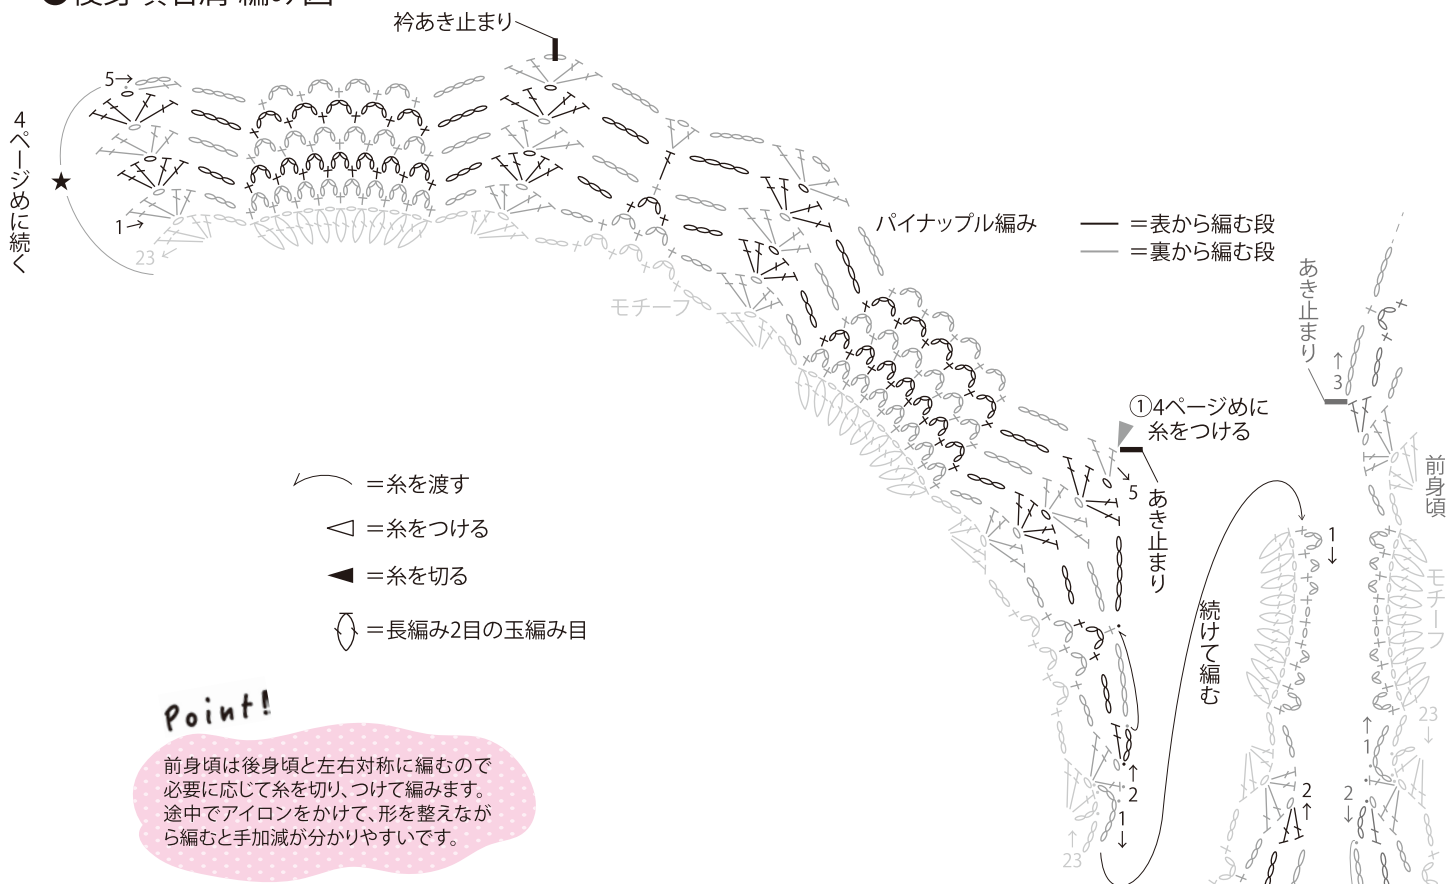 衿あき止まり
5→
4ページめに続く
★
1→
23
モチーフ
パイナップル編み
＝表から編む段
＝裏から編む段
あき止まり
3
①4ページめに
糸をつける
5
あき止まり
前身頃
＝糸を渡す
＝糸をつける
＝糸を切る
＝長編み2目の玉編み目
1
モチーフ
続けて編む
Point!
前身頃は後身頃と左右対称に編むので
必要に応じて糸を切り、つけて編みます。
途中でアイロンをかけて、形を整えなが
ら編むと手加減が分かりやすいです。
23
1
2
1
2
2
23